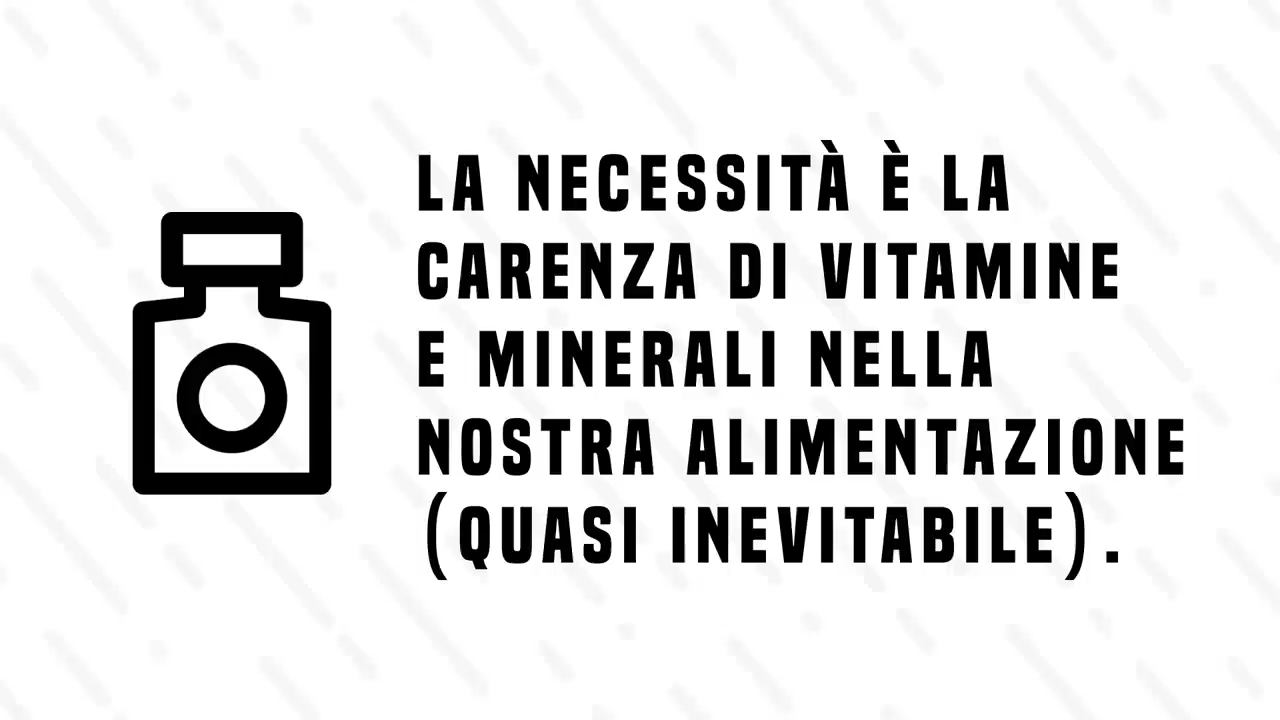 LA NECESSITÀ È LA
CARENZA DI VITAMINE
E MINERALI NELLA
NOSTRA ALIMENTAZIONE
(QUASI INEVITABILE).